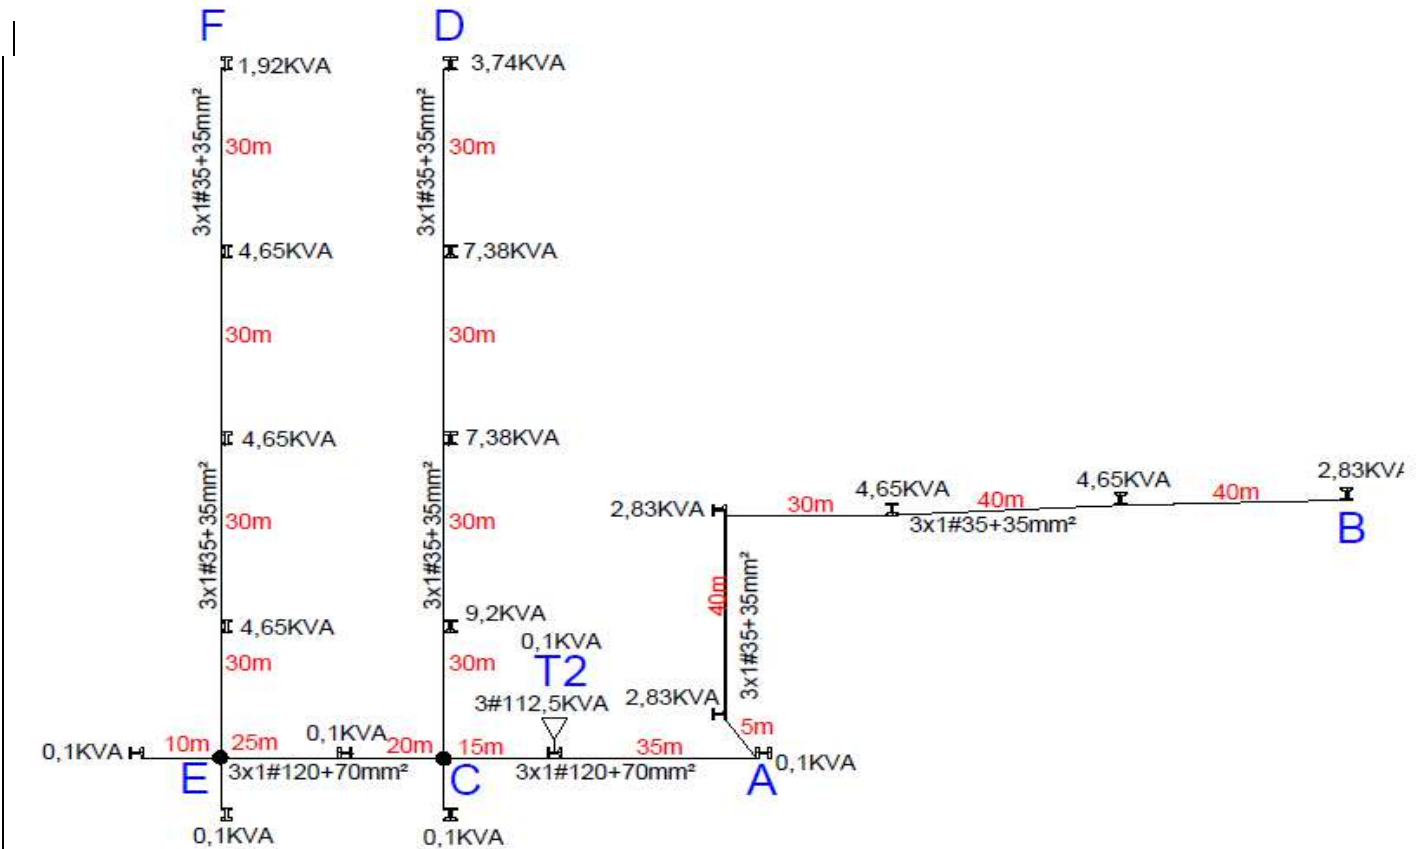 F
D
1,92KVA
3,74KVA
3x1#35+35mm²
30m
3x1#35+35mm²
30m
4,65KVA
7,38KVA
30m
30m
4,65KVA
7,38KVA
3x1#35+35mm²
30m
3x1#35+35mm²
30m
4,65KVA
9,2KVA
30m
30m
0,1KVA
T2
3#112,5KVA
2,83KVA
30m
4,65KVA
40m
4,65KVA
40m
2,83KVA
3x1#35+35mm²
B
40m
3x1#35+35mm²
2,83KVA
5m
0,1KVA
10m
25m
0,1KVA
20m
15m
35m
0,1KVA
E
3x1#120+70mm²
C
3x1#120+70mm²
A
0,1KVA
0,1KVA